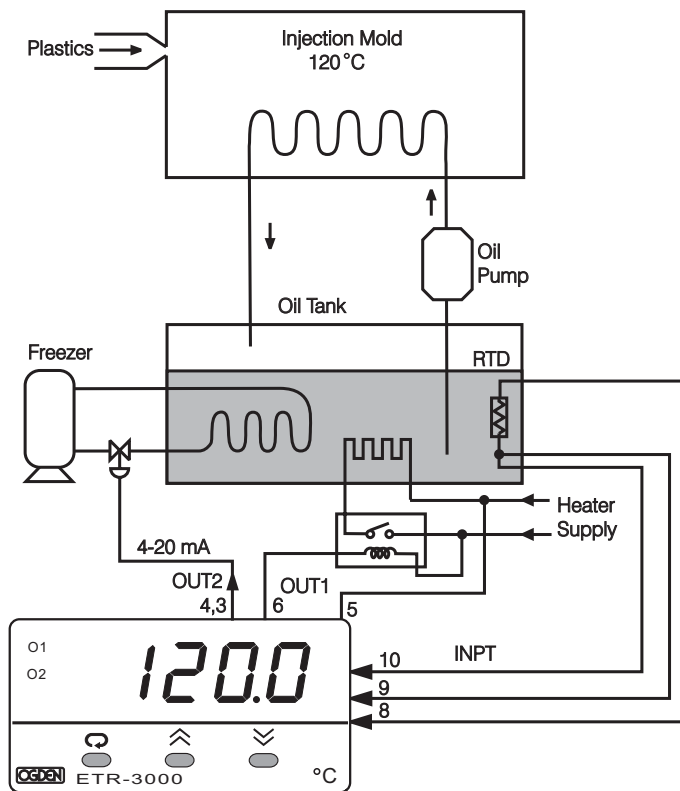 Plastics
Injection Mold
120°C
Oil
Pump
Oil Tank
Freezer
RTD
Heater
Supply
4-20 mA
OUT2
OUT1
4,3
6
5
O1
O2
120.0
10
INPT
9
8
OGDEN
ETR-3000
°C